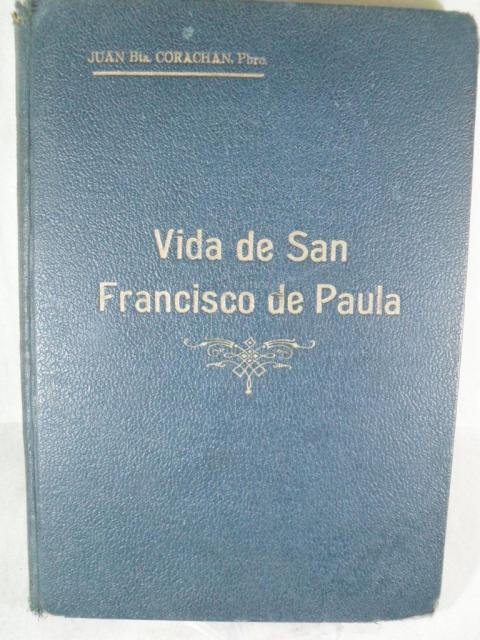 JUAN Bta. CORACHAN, Pbro.
Vida de San
Francisco de Paula